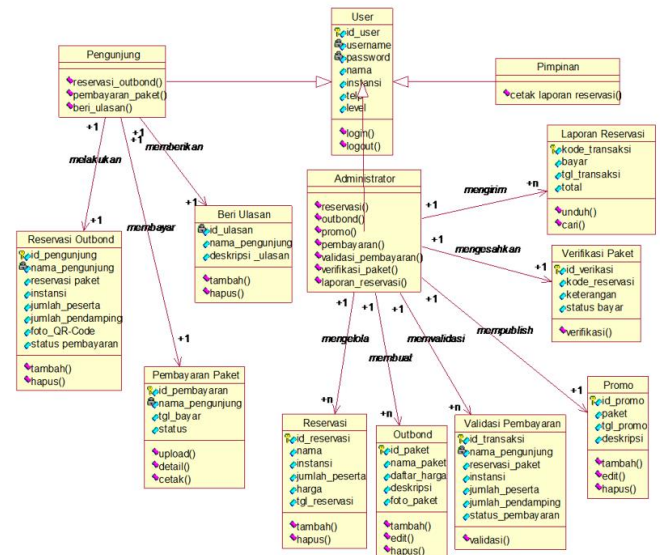 User
id_user
username
password
nama
instansi
telp
level
login()
logout()
Pengunjung
reservasi_outbond()
pembayaran_paket()
beri_ulasan()
Pimpinan
cetak laporan reservasi()
Administrator
reservasi()
outbond()
promo()
pembayaran()
validasi_pembayaran()
verifikasi_paket()
laporan_reservasi()
Laporan Reservasi
kode_transaksi
bayar
tgl_transaksi
total
unduh()
cari()
+1
+1
+1
melakukan
memberikan
membayar
+1
+1
+1
+1
mengirim
+n
+1
mengesahkan
+1
+1
mempublish
+1
Beri Ulasan
id_ulasan
nama_pengunjung
deskripsi _ulasan
tambah()
hapus()
Reservasi Outbond
id_pengunjung
nama_pengunjung
reservasi paket
instansi
jumlah_peserta
jumlah_pendamping
foto_QR-Code
status pembayaran
tambah()
hapus()
Verifikasi Paket
id_verikasi
kode_reservasi
keterangan
status bayar
verifikasi()
Pembayaran Paket
id_pembayaran
nama_pengunjung
tgl_bayar
status
upload()
detail()
cetak()
+1
+1
+1
mengelola
membuat
memvalidasi
+n
+n
+n
Reservasi
id_reservasi
nama
instansi
jumlah_peserta
harga
tgl_reservasi
tambah()
hapus()
Outbond
id_paket
nama_paket
daftar_harga
deskripsi
foto_paket
tambah()
edit()
hapus()
Validasi Pembayaran
id_transaksi
nama_pengunjung
reservasi_paket
instansi
jumlah_peserta
jumlah_pendamping
status_pembayaran
validasi()
Promo
id_promo
paket
tgl_promo
deskripsi
tambah()
edit()
hapus()